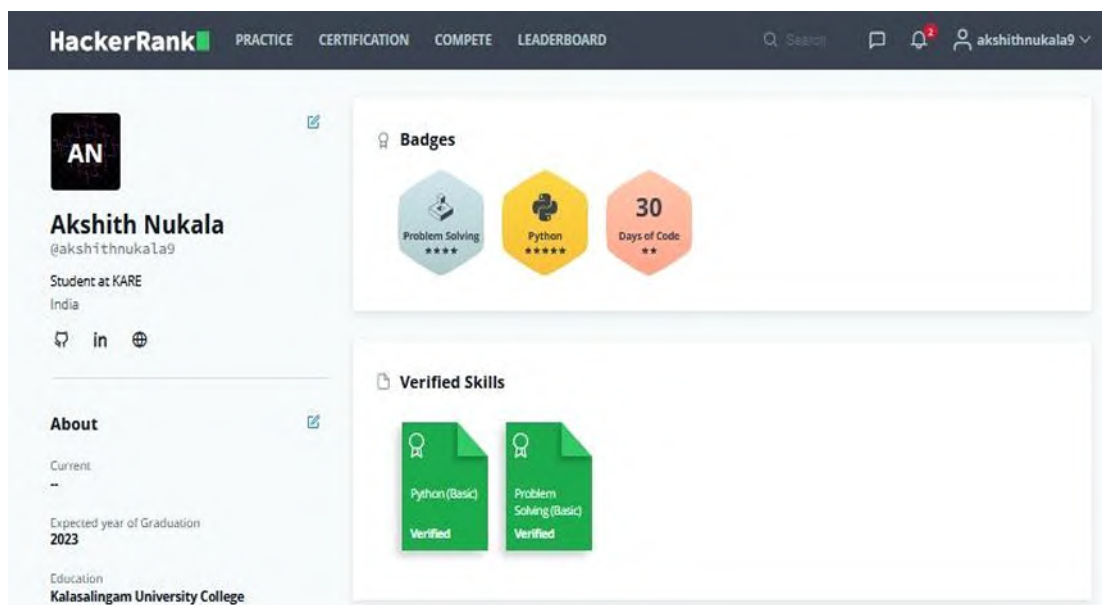 HackerRank PRACTICE CERTIFICATION COMPETE LEADERBOARD Search 2 akshithnukala9
AN
Akshith Nukala
@akshithnukala9
Student at KARE
India
in
About
Current
--
Expected year of Graduation
2023
Education
Kalasalingam University College
Badges
Problem Solving
Python
30
Days of Code
Verified Skills
Python (Basic)
Verified
Problem
Solving (Basic)
Verified